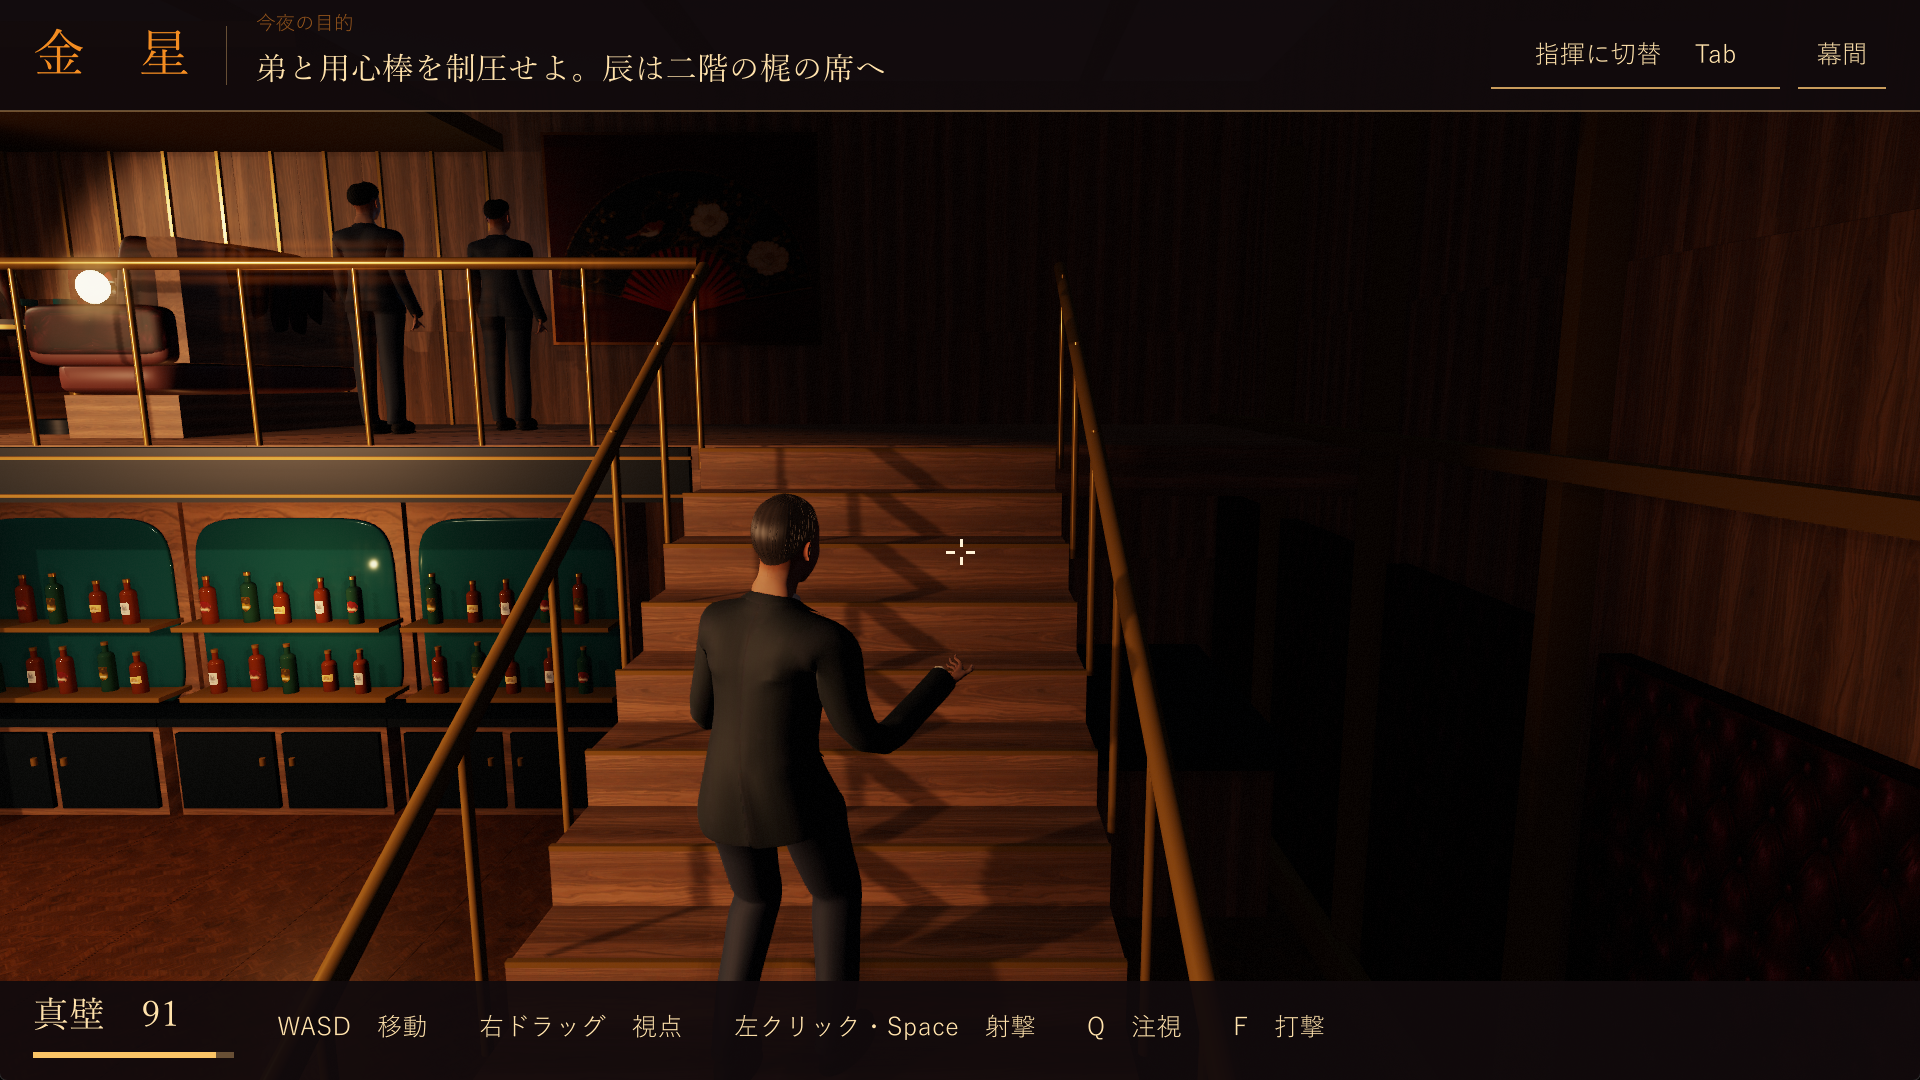 金 星
今夜の目的
弟と用心棒を制圧せよ。辰は二階の梶の席へ
指揮に切替 Tab
幕間
真壁 91
WASD 移動 右ドラッグ 視点 左クリック・Space 射撃 Q 注視 F 打撃